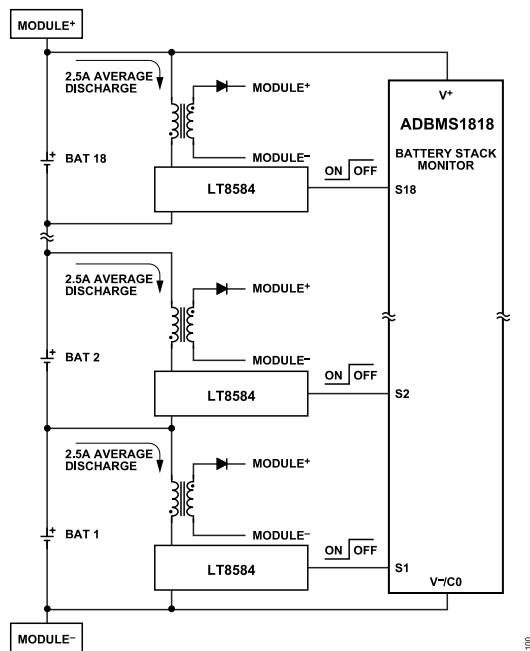 MODULE+
2.5A AVERAGE
DISCHARGE
MODULE+
V+
ADBMS1818
BATTERY STACK
MONITOR
BAT 18
MODULE–
ON OFF
LT8584
S18
2.5A AVERAGE
DISCHARGE
MODULE+
BAT 2
MODULE–
ON OFF
LT8584
S2
2.5A AVERAGE
DISCHARGE
MODULE+
BAT 1
MODULE–
ON OFF
LT8584
S1
V–/C0
MODULE–
100